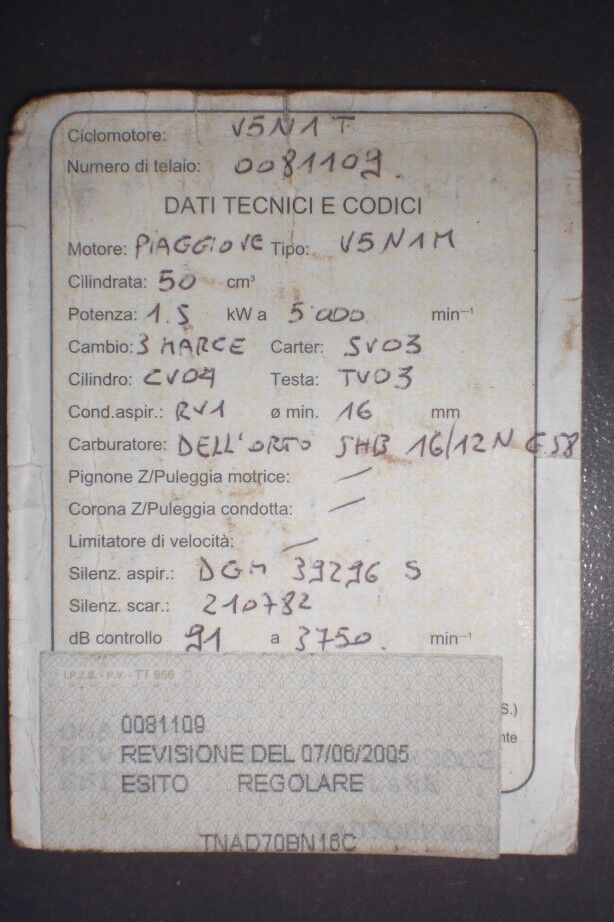 Ciclomotore: V5N1T
Numero di telaio: 0081109.
DATI TECNICI E CODICI
Motore: PIAGGIO VE Tipo: V5N1M
Cilindrata: 50 cm³
Potenza: 1.5 kW a 5000 min⁻¹
Cambio: 3 MARCE Carter: SV03
Cilindro: CV04 Testa: TV03
Cond.aspir.: RV1 ø min. 16 mm
Carburatore: DELL'ORTO SHB 16/12N 58
Pignone Z/Puleggia motrice: —
Corona Z/Puleggia condotta: —
Limitatore di velocità: —
Silenz. aspir.: DGM 39296 S
Silenz. scar.: 210782
dB controllo 91 a 3750. min⁻¹
I.P.Z.S. - P.V. - TT 956
S.)
nte
0081109
REVISIONE DEL 07/06/2005
ESITO REGOLARE
TNAD70BN16C